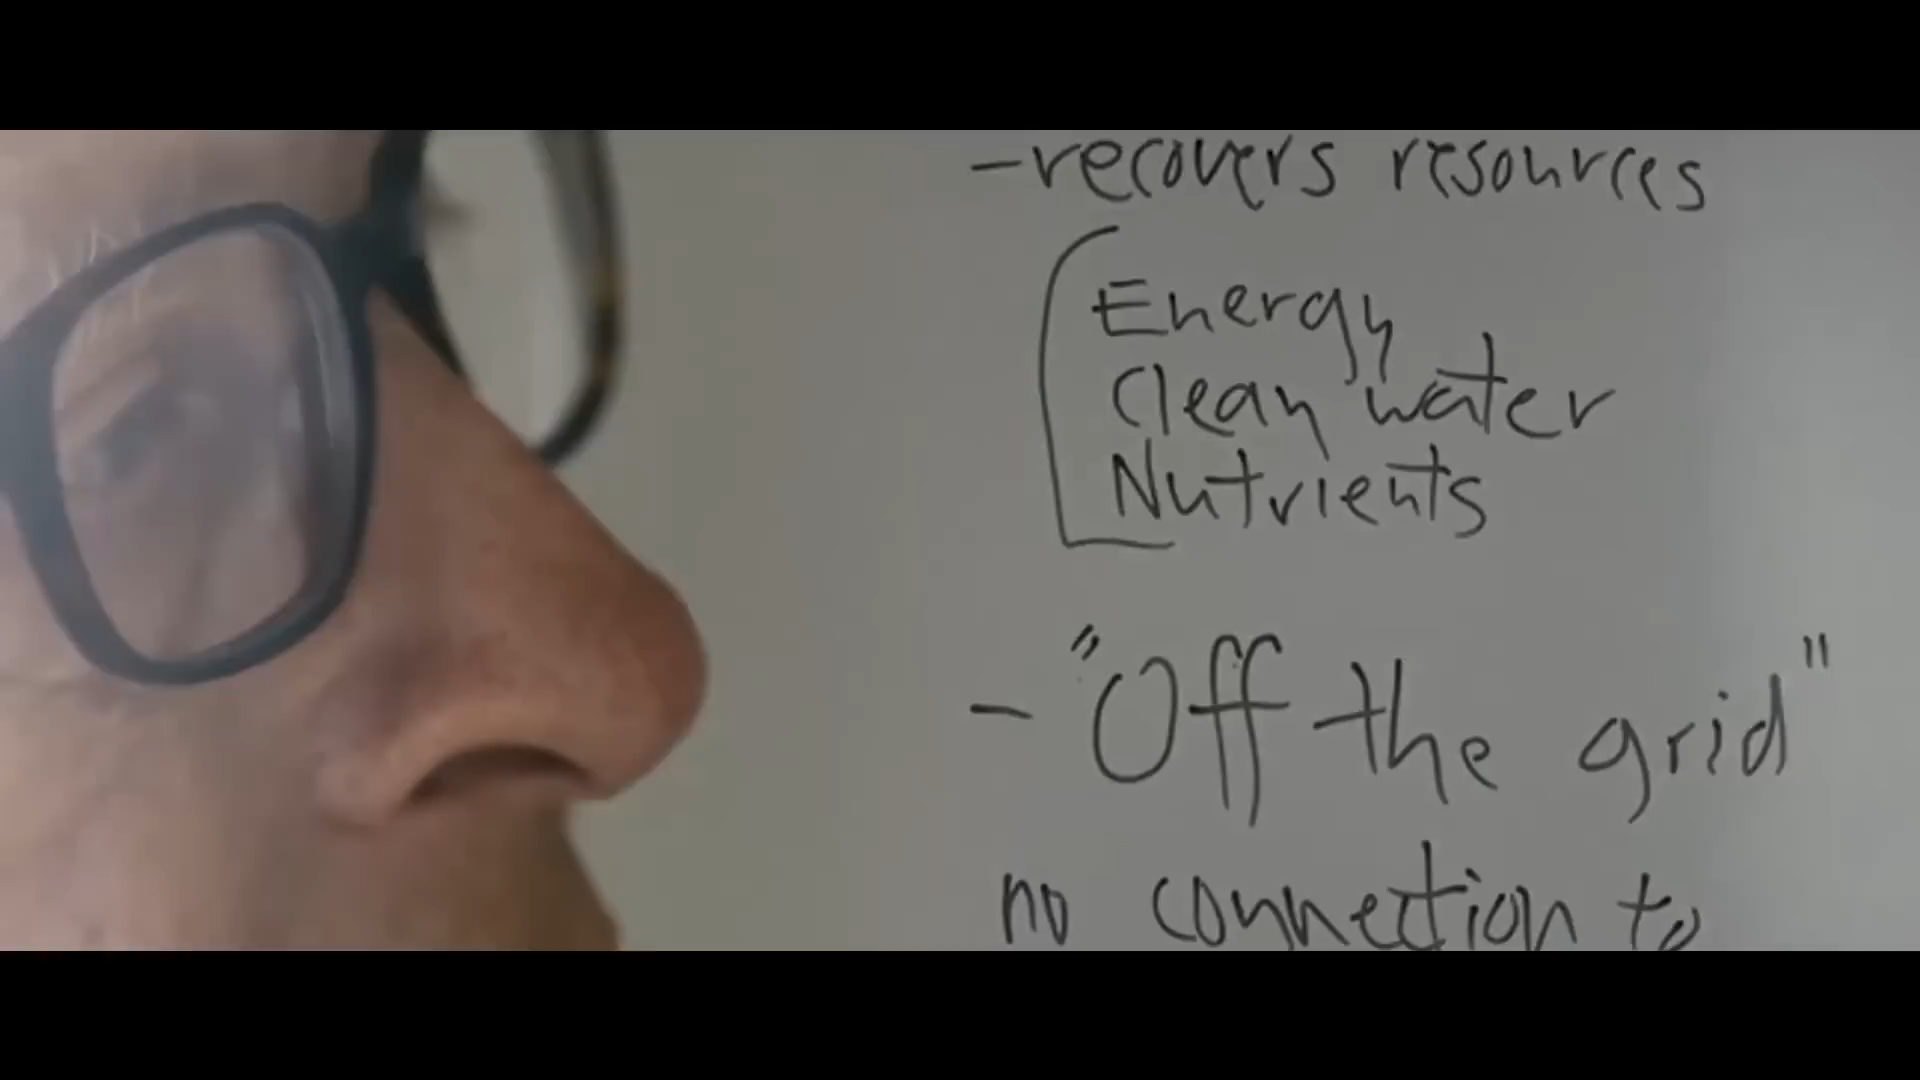 -recovers resources
Energy
Clean water
Nutrients
- "Off the grid"
no connection to